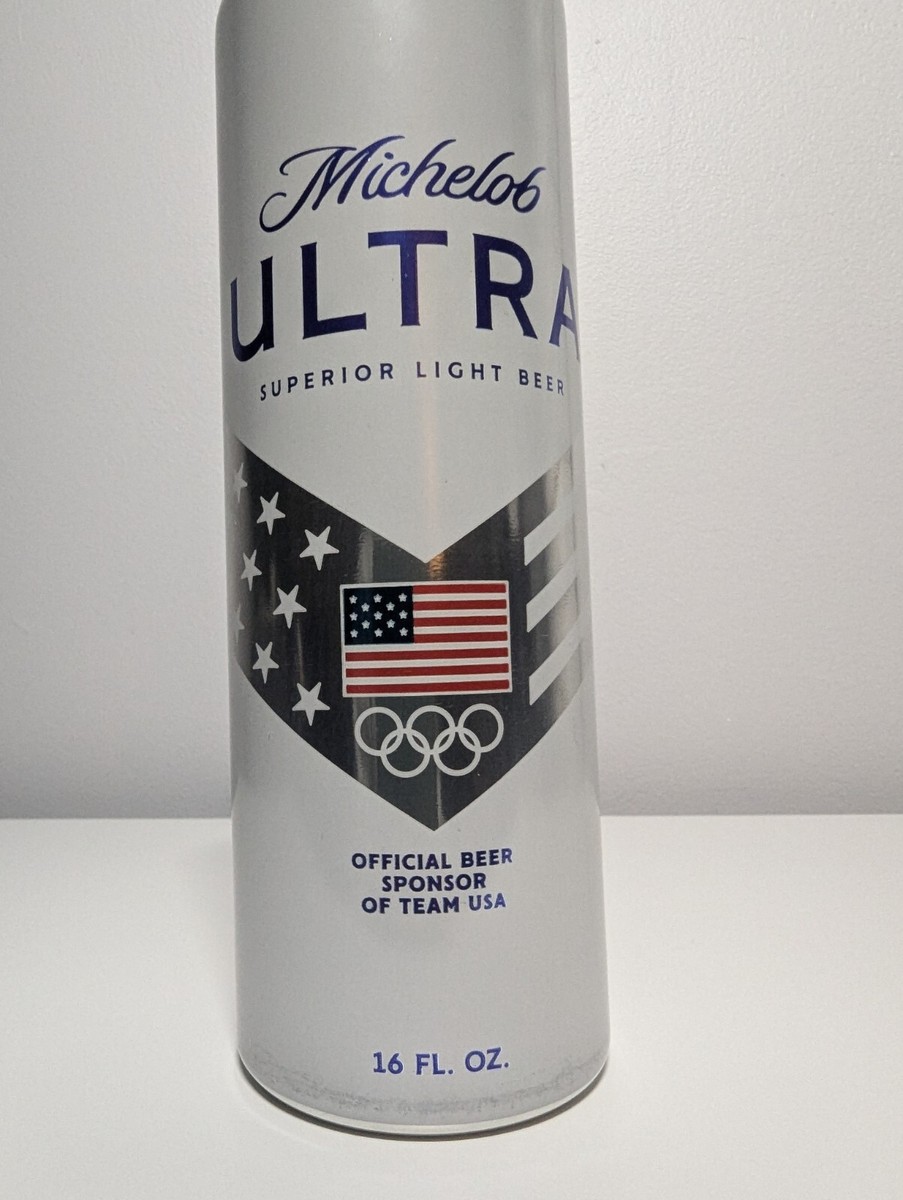 Michelob
ULTRA
SUPERIOR LIGHT BEER
OFFICIAL BEER
SPONSOR
OF TEAM USA
16 FL. OZ.